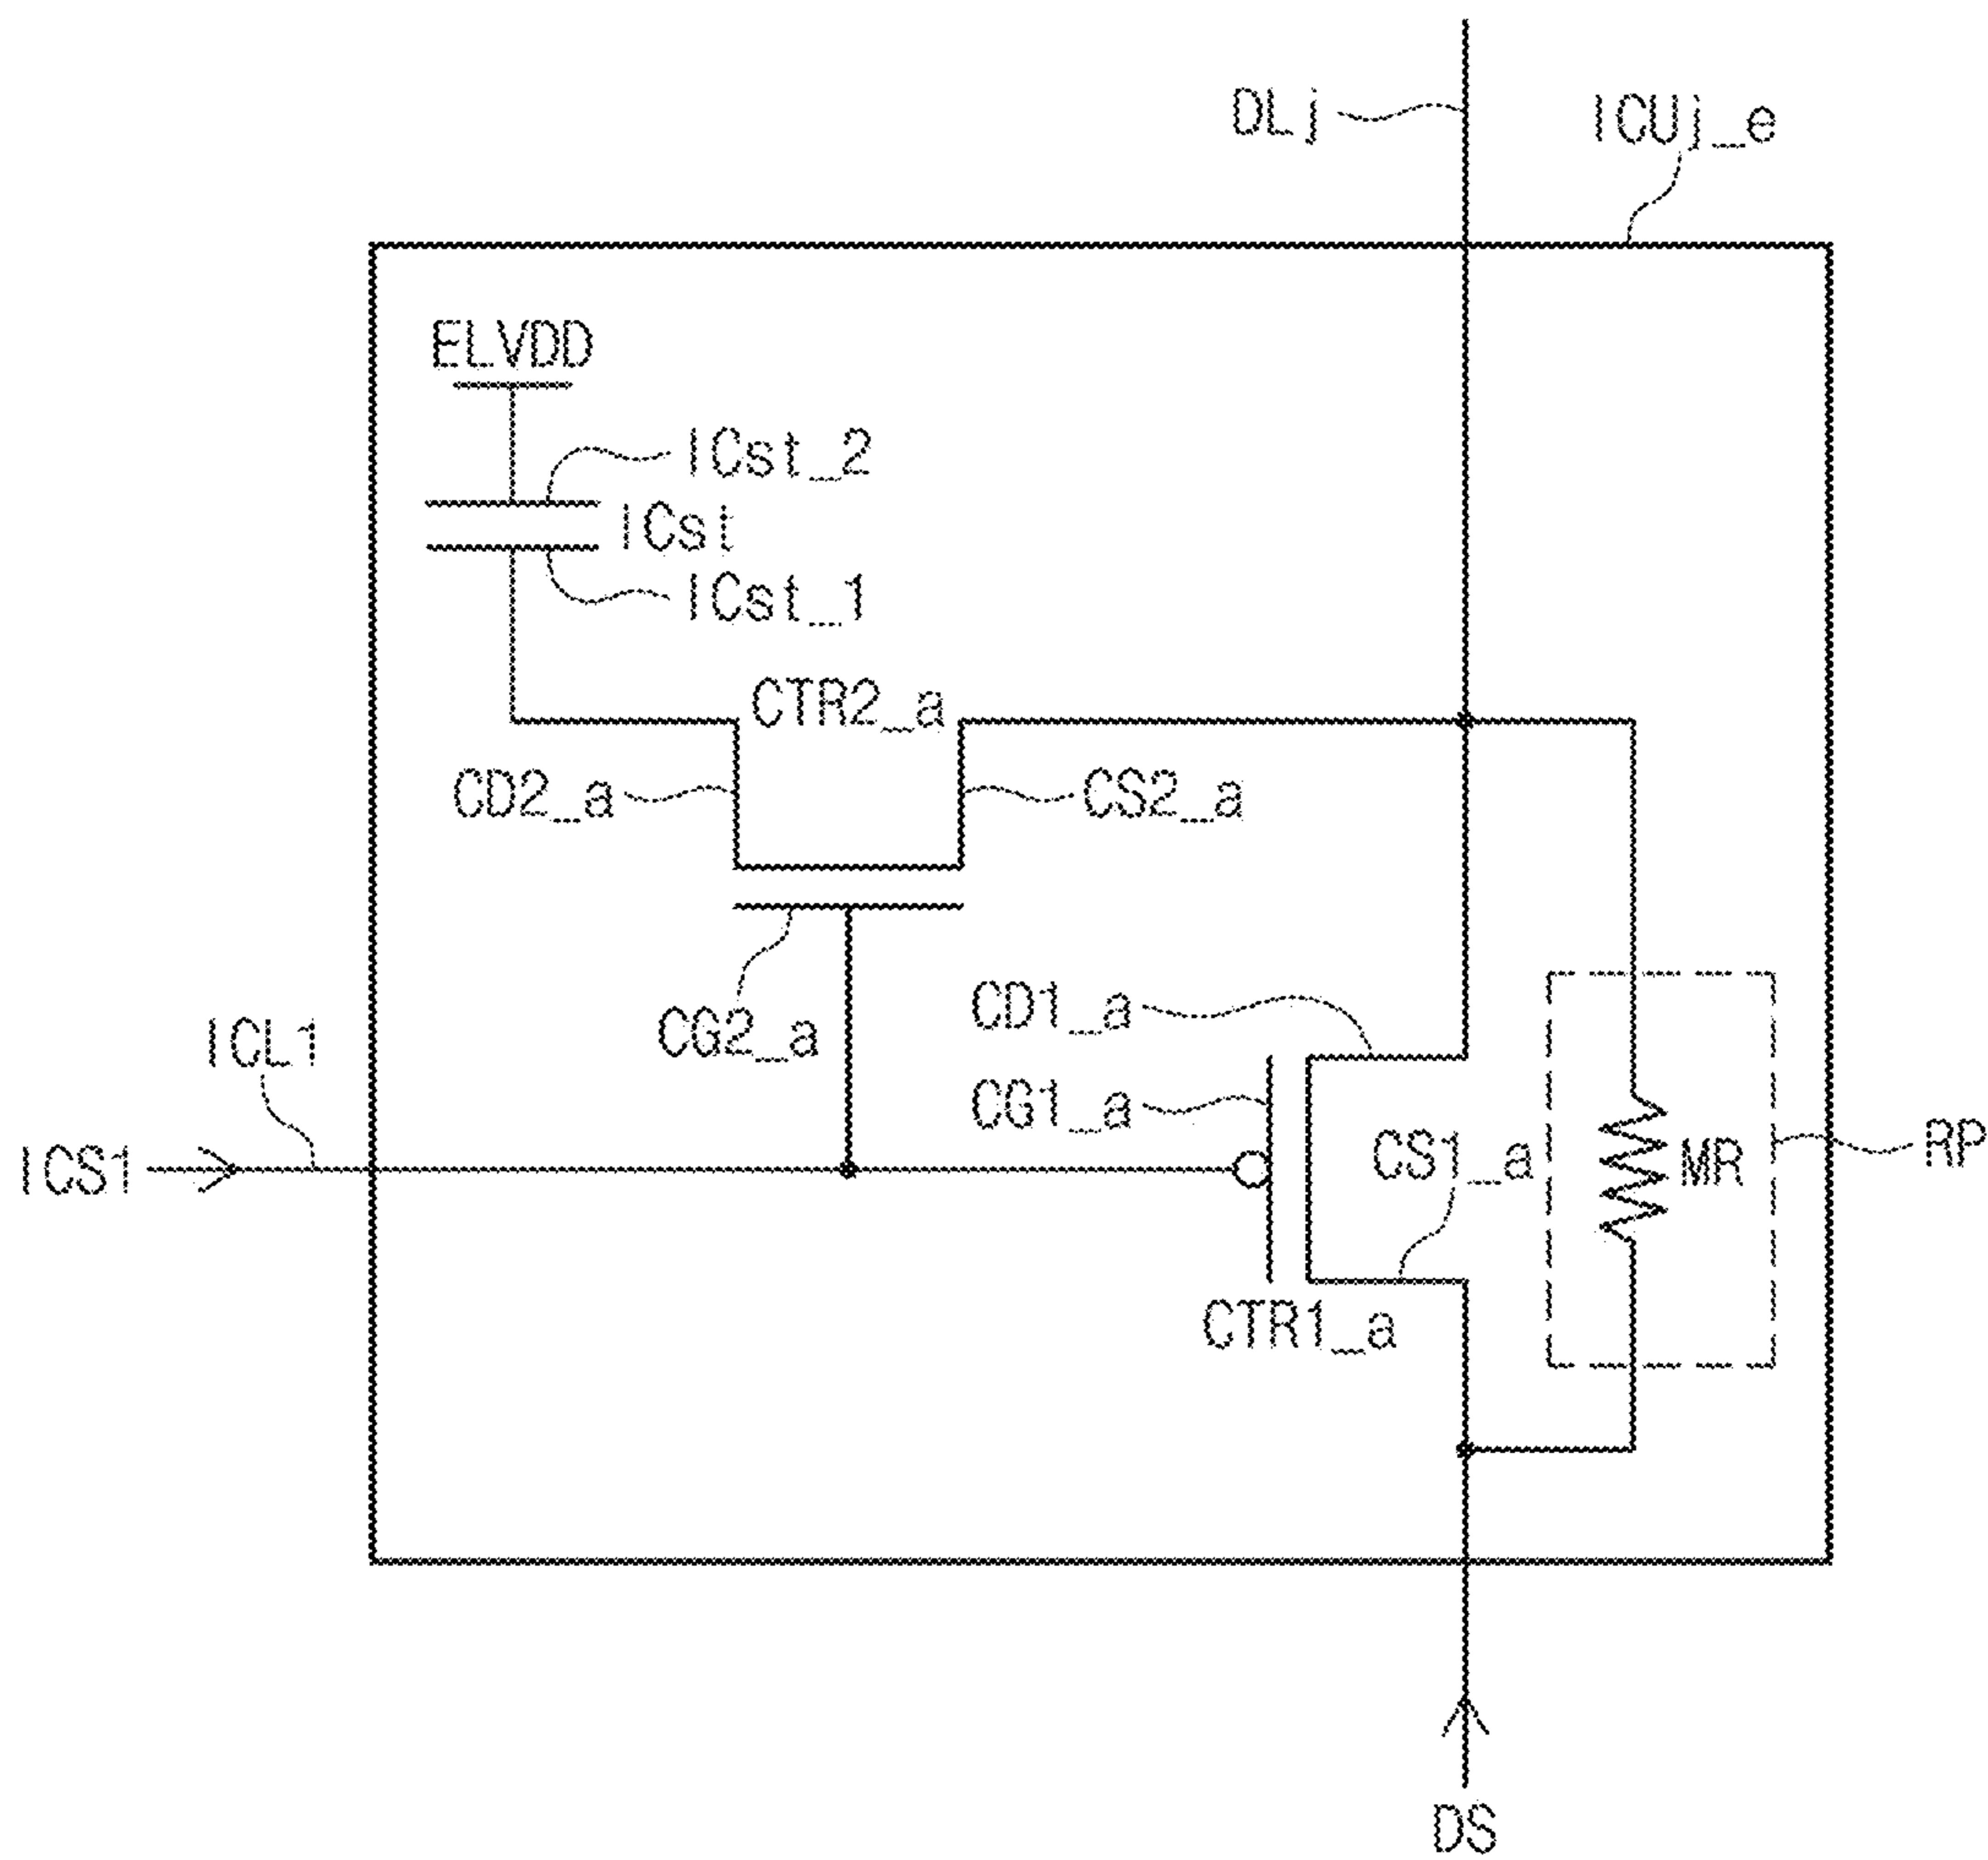 DLj
ICUj_e
ELVDD
ICst_2
ICst
ICst_1
CTR2_a
CD2_a
CS2_a
CG2_a
CD1_a
ICL1
CG1_a
CS1_a
MR
RP
ICS1
CTR1_a
DS